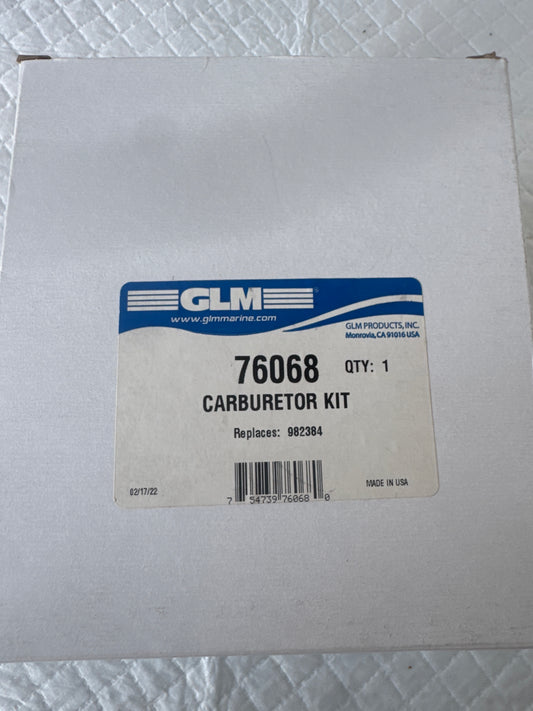 GLM
www.glmmarine.com
GLM PRODUCTS, INC.
Monrovia, CA 91016 USA
76068 QTY: 1
CARBURETOR KIT
Replaces: 982384
02/17/22
MADE IN USA
7 54739 76068 0